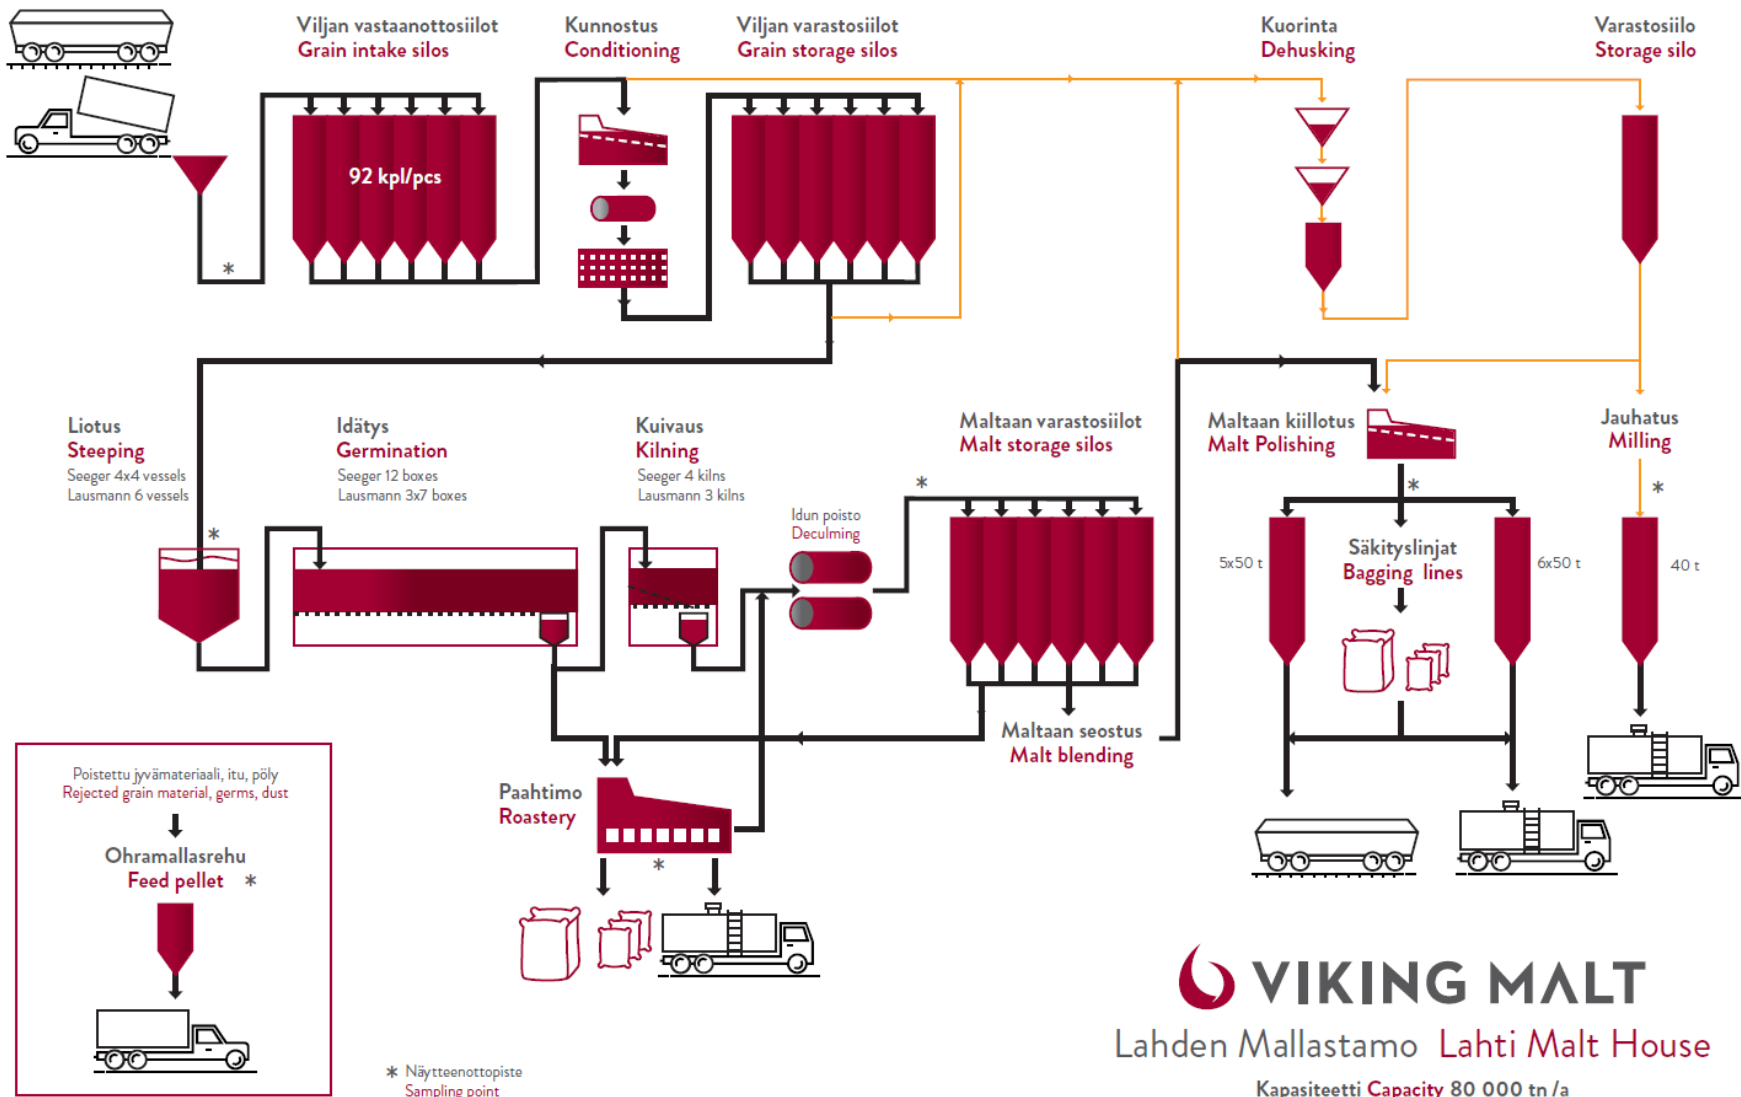 Viljan vastaanottosiilot
Grain intake silos
Kunnostus
Conditioning
Viljan varastosiilot
Grain storage silos
Kuorinta
Dehusking
Varastosiilo
Storage silo
92 kpl/pcs
*
Liotus
Steeping
Seeger 4x4 vessels
Lausmann 6 vessels
*
Idätys
Germination
Seeger 12 boxes
Lausmann 3x7 boxes
Kuivaus
Kilning
Seeger 4 kilns
Lausmann 3 kilns
Idun poisto
Deculming
*
Maltaan varastosiilot
Malt storage silos
Maltaan kiillotus
Malt Polishing
*
Jauhatus
Milling
*
5x50 t
Säkityslinjat
Bagging lines
6x50 t
40 t
Maltaan seostus
Malt blending
Paahtimo
Roastery
*
Poistettu jyvämateriaali, itu, pöly
Rejected grain material, germs, dust
Ohramallasrehu
Feed pellet *
* Näytteenottopiste
Sampling point
VIKING MALT
Lahden Mallastamo Lahti Malt House
Kapasiteetti Capacity 80 000 tn /a